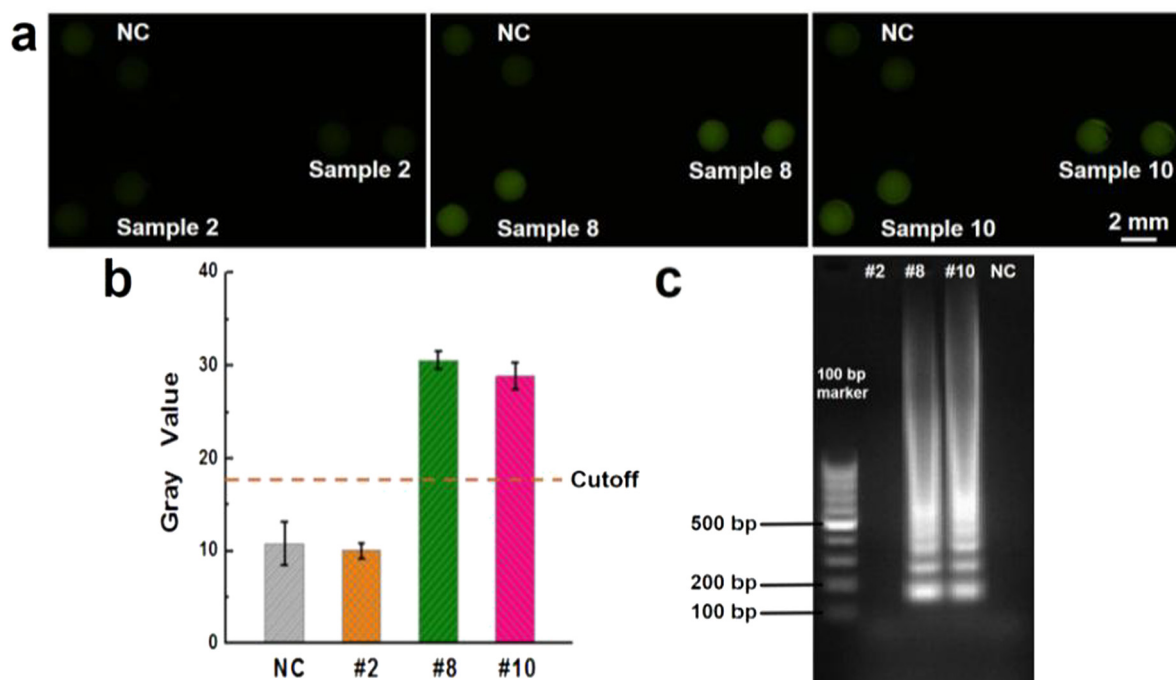 a
NC
Sample 2
Sample 2
NC
Sample 8
Sample 8
NC
Sample 10
Sample 10
2 mm
b
40
30
20
10
0
Gray Value
Cutoff
NC #2 #8 #10
c
#2 #8 #10 NC
100 bp
marker
500 bp
200 bp
100 bp